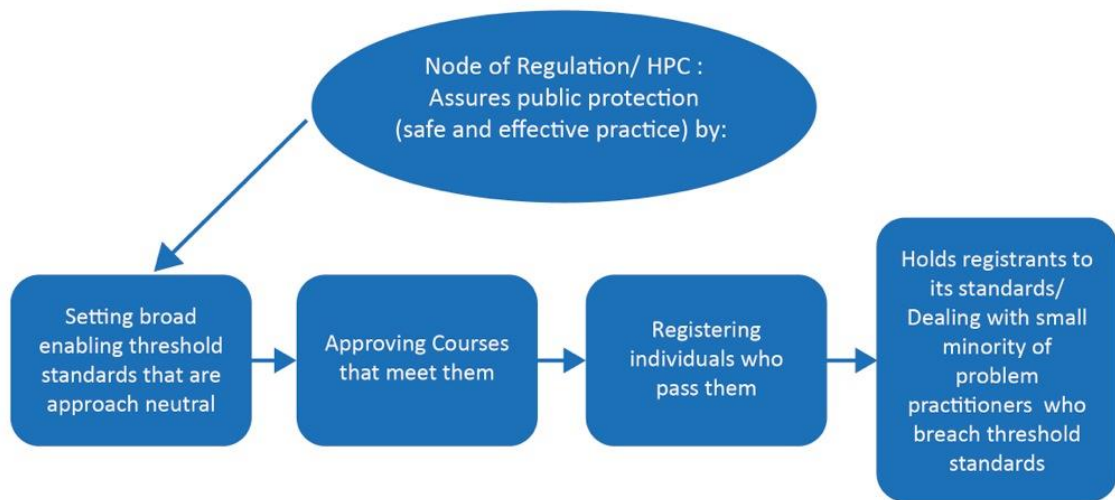 Node of Regulation/ HPC :
Assures public protection
(safe and effective practice) by:
Setting broad
enabling threshold
standards that are
approach neutral
Approving Courses
that meet them
Registering
individuals who
pass them
Holds registrants to
its standards/
Dealing with small
minority of
problem
practitioners who
breach threshold
standards